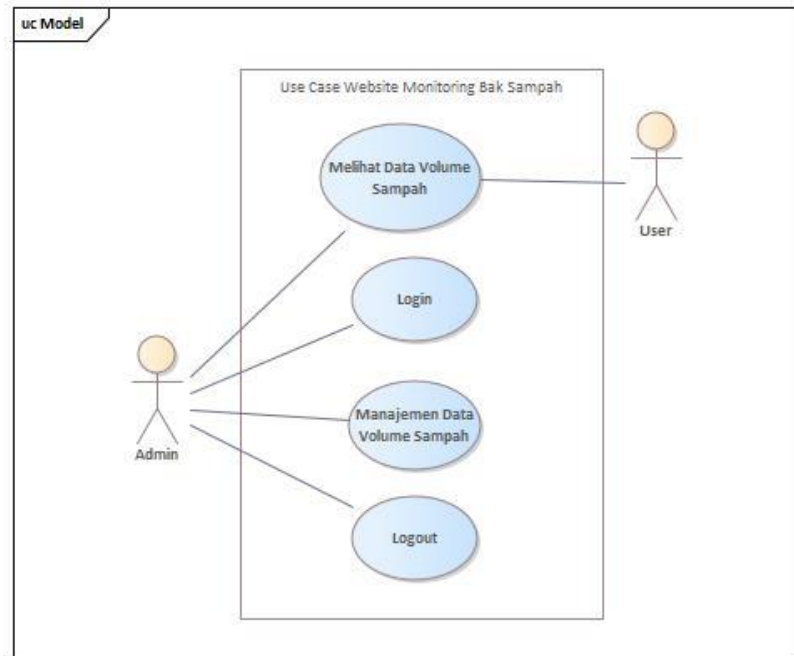 uc Model
Use Case Website Monitoring Bak Sampah
Melihat Data Volume
Sampah
User
Login
Manajemen Data
Volume Sampah
Admin
Logout